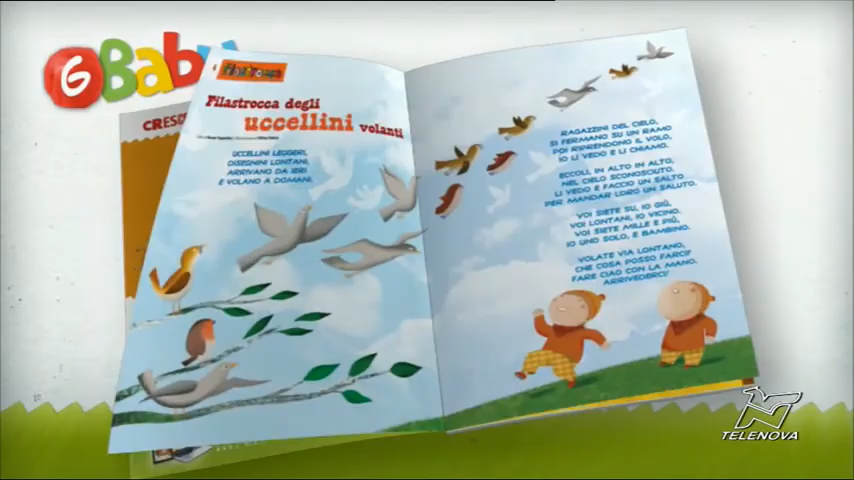 G Baby
CRESC
Filastrocca
Filastrocca degli
uccellini volanti
UCCELLINI LEGGERI,
DISEGNINI LONTANI,
ARRIVANO DA IERI
E VOLANO A DOMANI.
RAGAZZINI DEL CIELO,
SI FERMANO SU UN RAMO
POI RIPRENDONO IL VOLO,
IO LI VEDO E LI CHIAMO.
ECCOLI, IN ALTO IN ALTO,
NEL CIELO SCONOSCIUTO,
LI VEDO E FACCIO UN SALTO
PER MANDAR LORO UN SALUTO.
VOI SIETE SU, IO GIÙ,
VOI LONTANI, IO VICINO.
VOI SIETE MILLE E PIÙ,
IO UNO SOLO, E BAMBINO.
VOLATE VIA LONTANO,
CHE COSA POSSO FARCI?
FARE CIAO CON LA MANO.
ARRIVEDERCI!
TELENOVA